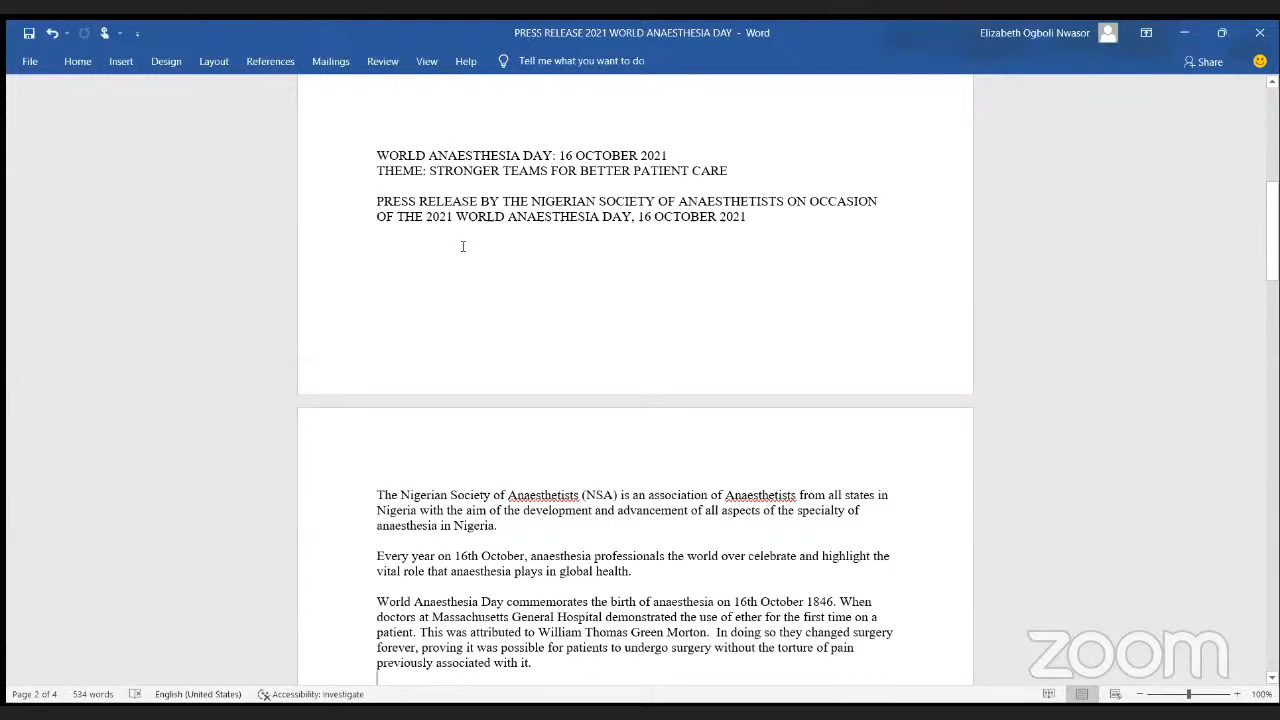 PRESS RELEASE 2021 WORLD ANAESTHESIA DAY - Word
Elizabeth Ogboli Nwasor
File Home Insert Design Layout References Mailings Review View Help Tell me what you want to do
Share
WORLD ANAESTHESIA DAY: 16 OCTOBER 2021
THEME: STRONGER TEAMS FOR BETTER PATIENT CARE
PRESS RELEASE BY THE NIGERIAN SOCIETY OF ANAESTHETISTS ON OCCASION
OF THE 2021 WORLD ANAESTHESIA DAY, 16 OCTOBER 2021
The Nigerian Society of Anaesthetists (NSA) is an association of Anaesthetists from all states in
Nigeria with the aim of the development and advancement of all aspects of the specialty of
anaesthesia in Nigeria.
Every year on 16th October, anaesthesia professionals the world over celebrate and highlight the
vital role that anaesthesia plays in global health.
World Anaesthesia Day commemorates the birth of anaesthesia on 16th October 1846. When
doctors at Massachusetts General Hospital demonstrated the use of ether for the first time on a
patient. This was attributed to William Thomas Green Morton.  In doing so they changed surgery
forever, proving it was possible for patients to undergo surgery without the torture of pain
previously associated with it.
zoom
Page 2 of 4 534 words English (United States) Accessibility: Investigate 100%